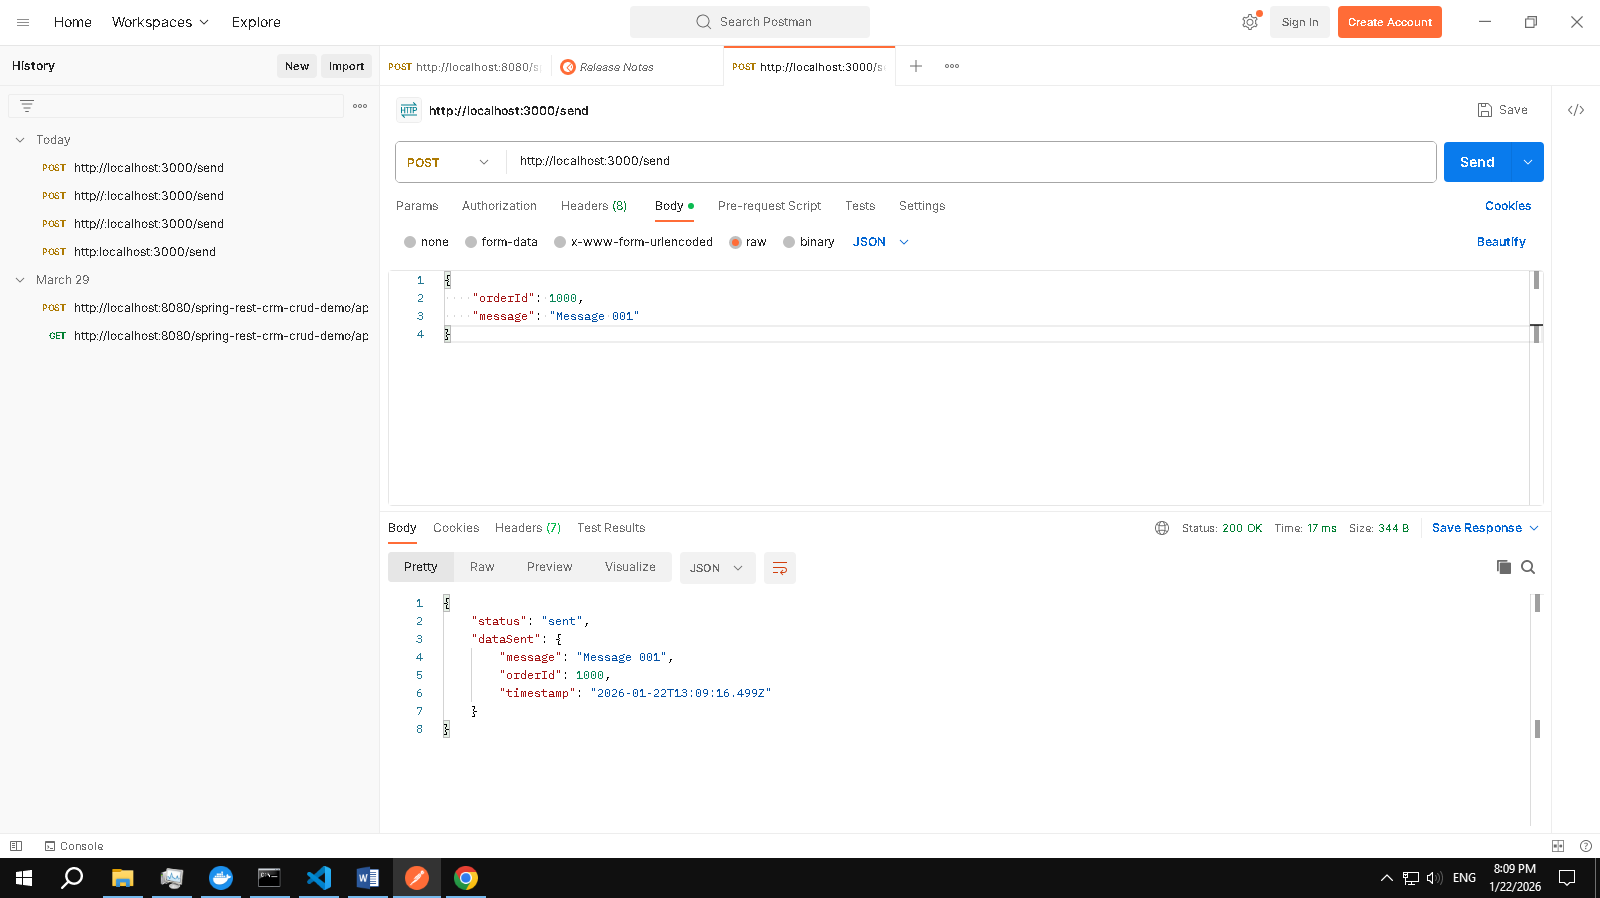 Home Workspaces Explore Search Postman Sign In Create Account
History New Import
POST http://localhost:8080/s Release Notes POST http://localhost:3000/se
HTTP http://localhost:3000/send Save
Today
POST http://localhost:3000/send
POST http//:localhost:3000/send
POST http//:localhost:3000/send
POST http:localhost:3000/send
March 29
POST http://localhost:8080/spring-rest-crm-crud-demo/ap
GET http://localhost:8080/spring-rest-crm-crud-demo/ap
POST http://localhost:3000/send Send
Params Authorization Headers (8) Body Pre-request Script Tests Settings Cookies
none form-data x-www-form-urlencoded raw binary JSON Beautify
1 {
2 "orderId": 1000,
3 "message": "Message 001"
4 }
Body Cookies Headers (7) Test Results Status: 200 OK Time: 17 ms Size: 344 B Save Response
Pretty Raw Preview Visualize JSON
1 {
2 "status": "sent",
3 "dataSent": {
4 "message": "Message 001",
5 "orderId": 1000,
6 "timestamp": "2026-01-22T13:09:16.499Z"
7 }
8 }
Console
ENG 8:09 PM
1/22/2026